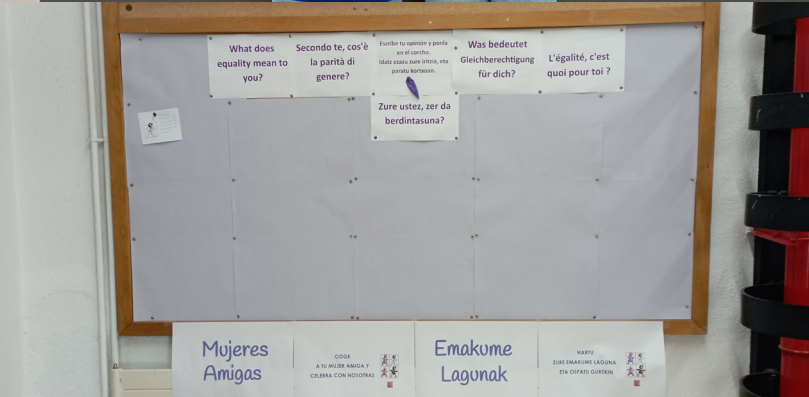 What does
equality mean to
you?
Secondo te, cos'è
la parità di
genere?
Escribe tu opinión y ponla
en el corcho.
Idatz ezazu zure iritzia, eta
paratu kortxoan.
Was bedeutet
Gleichberechtigung
für dich?
L'égalité, c'est
quoi pour toi ?
Zure ustez, zer da
berdintasuna?
Mujeres
Amigas
COGE
A TU MUJER AMIGA Y
CELEBRA CON NOSOTRAS
Emakume
Lagunak
HARTU
ZURE EMAKUME LAGUNA
ETA OSPATU GUREKIN